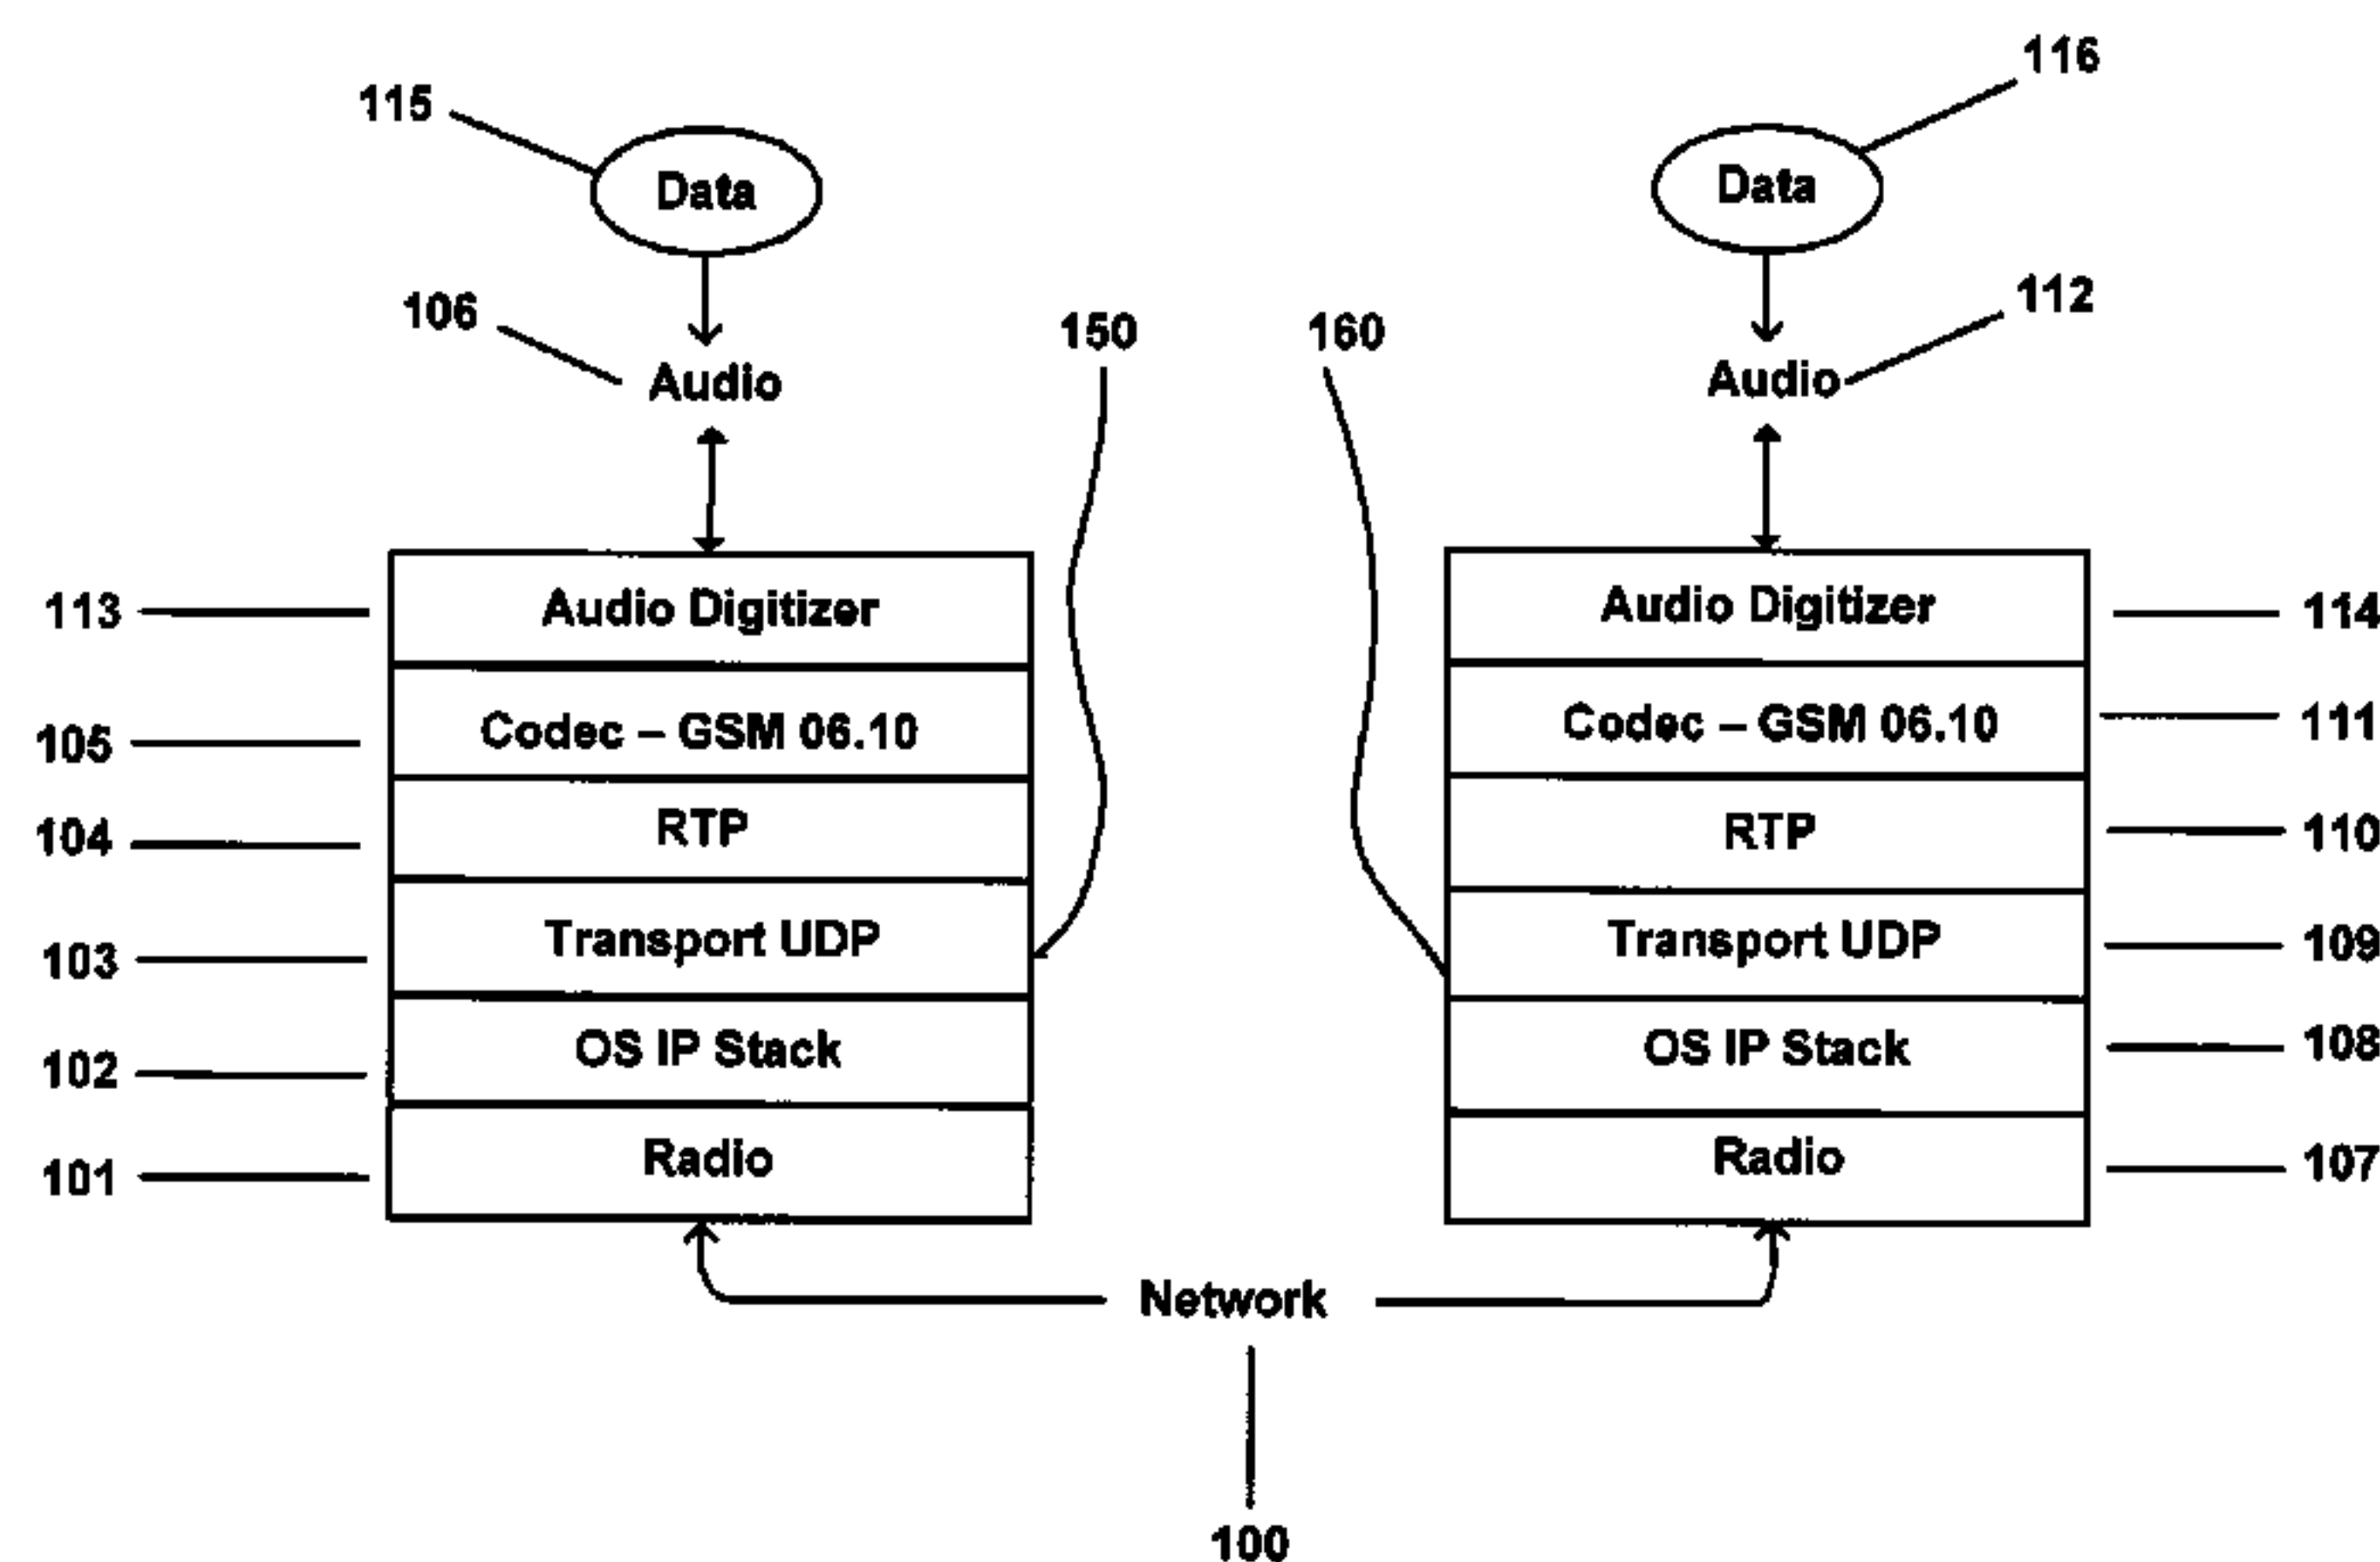 116
115
Data
Data
106
112
150
160
Audio
Audio
113
Audio Digitizer
Audio Digitizer
114
105
Codec – GSM 06.10
Codec – GSM 06.10
111
104
RTP
RTP
110
103
Transport UDP
Transport UDP
109
102
OS IP Stack
OS IP Stack
108
101
Radio
Radio
107
Network
100